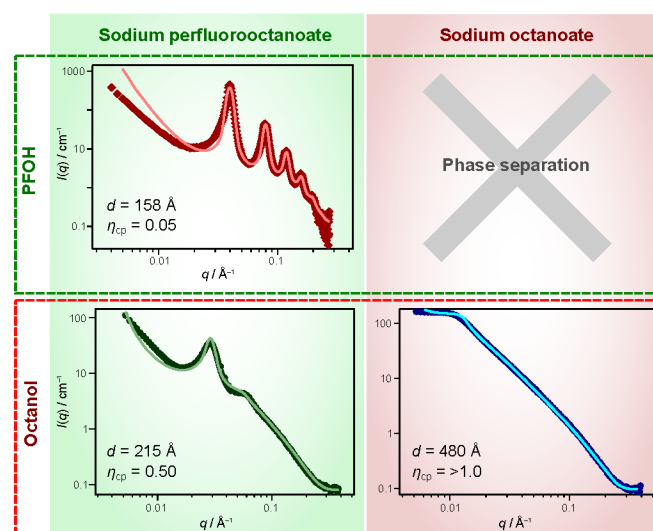 Sodium perfluorooctanoate
Sodium octanoate
PFOH
1000
10
0.1
I(q) / cm⁻¹
d = 158 Å
ηcp = 0.05
0.01
0.1
q / Å⁻¹
Phase separation
Octanol
100
10
1
0.1
I(q) / cm⁻¹
d = 215 Å
ηcp = 0.50
0.01
0.1
q / Å⁻¹
100
10
1
0.1
d = 480 Å
ηcp = >1.0
0.01
0.1
q / Å⁻¹